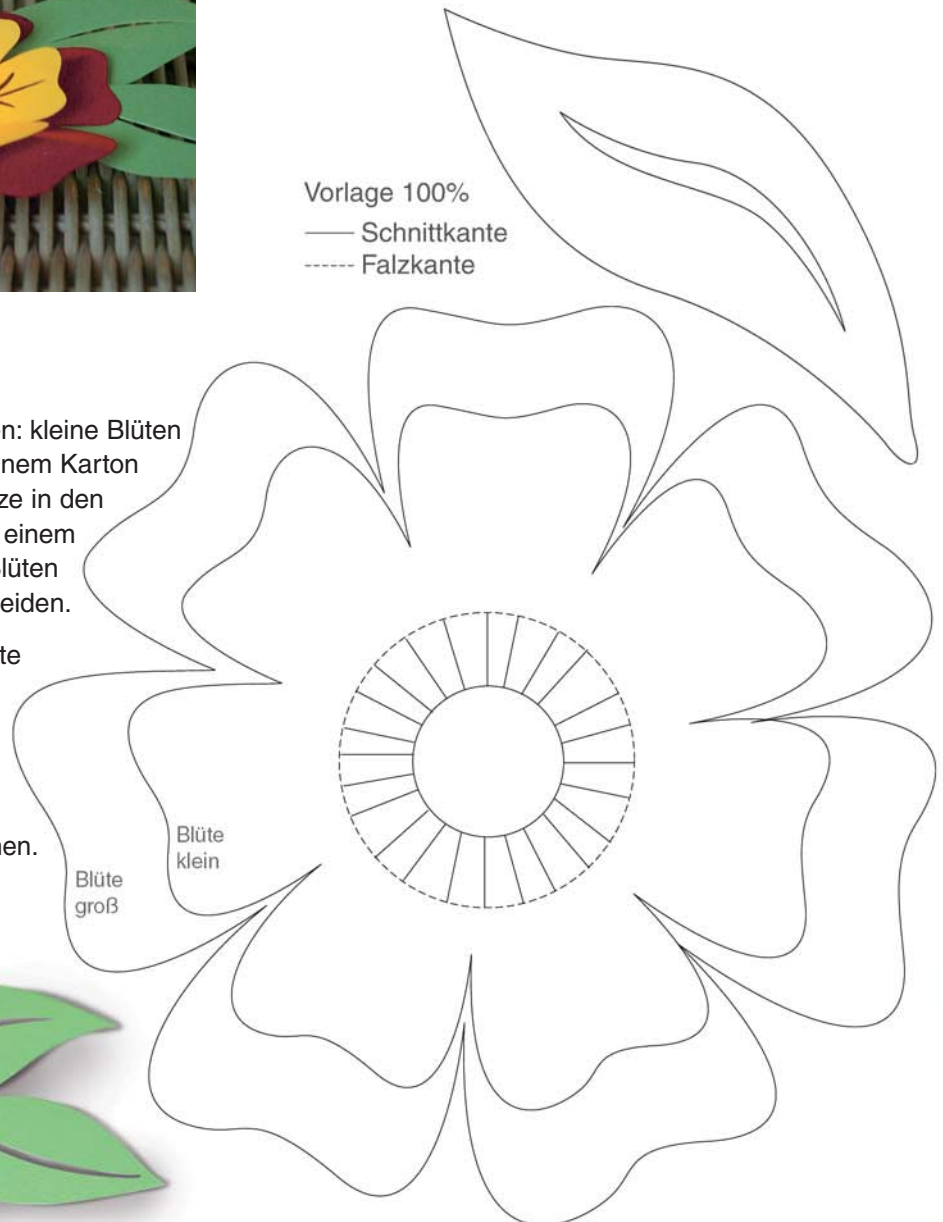 Vorlage 100%
Schnittkante
Falzkante
n: kleine Blüten
nem Karton
ze in den
einem
lüten
eiden.
te
en.
Blüte
klein
Blüte
groß